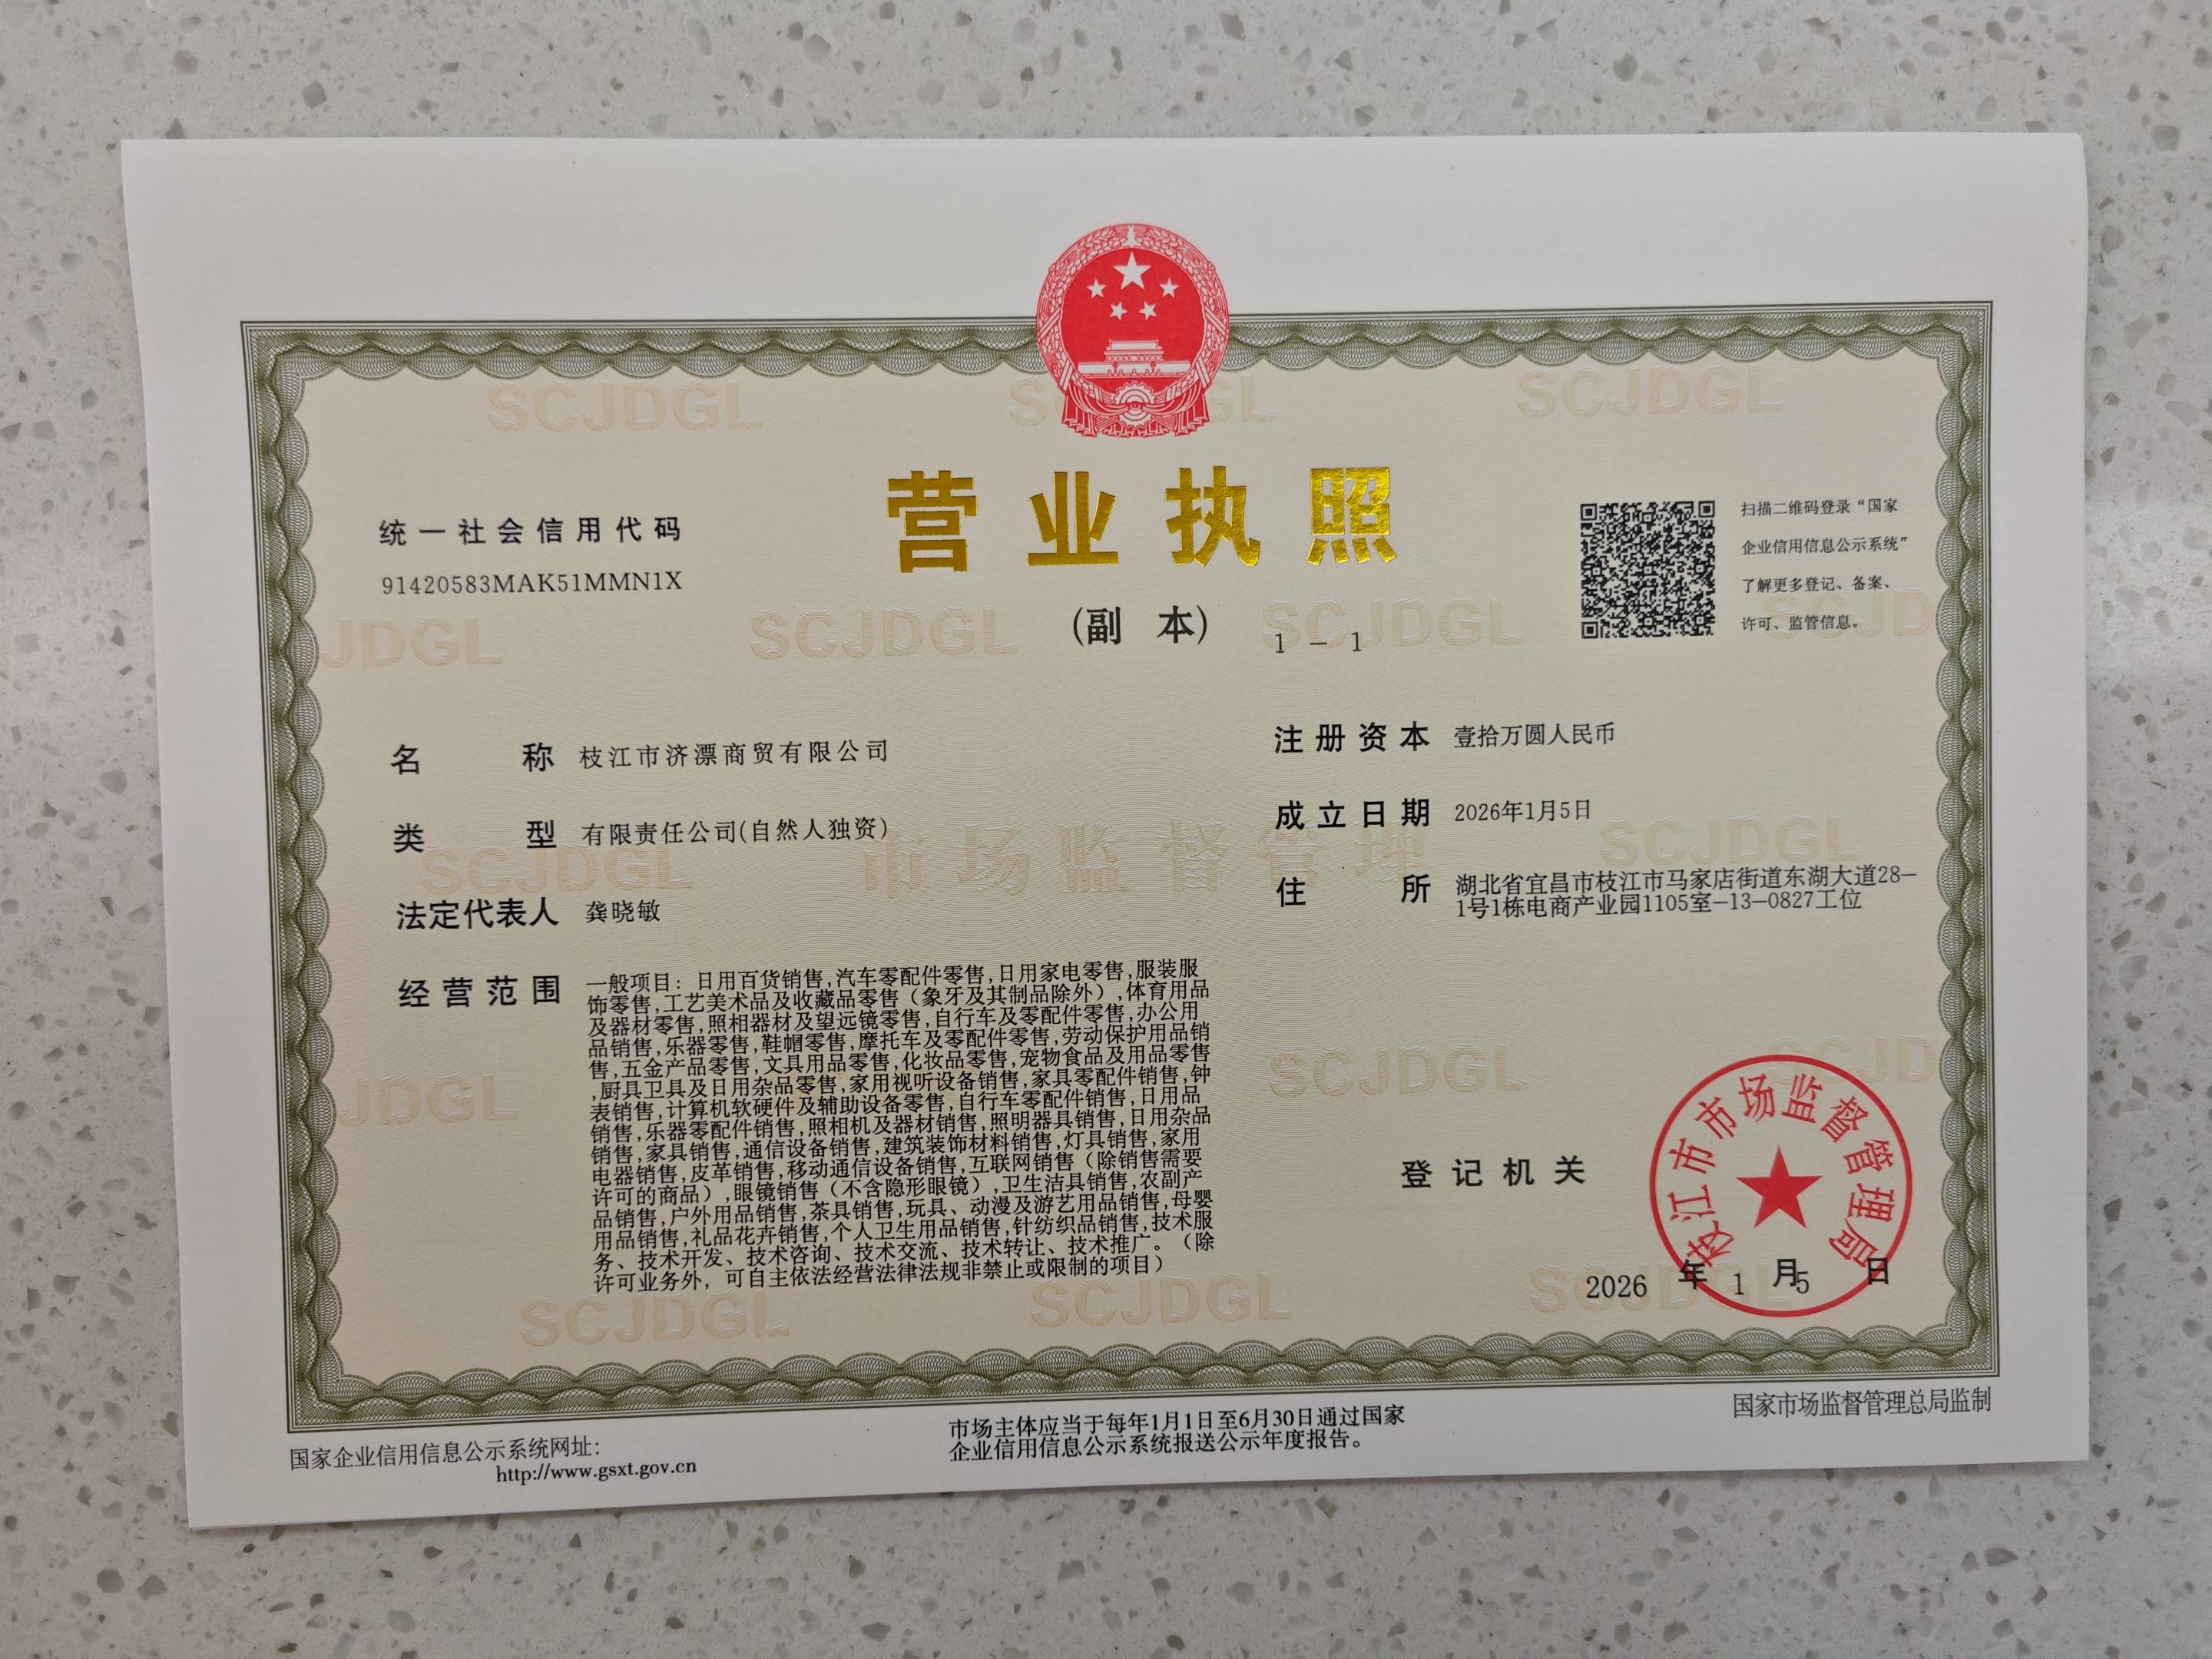 营业执照
(副 本)
1－1
统一社会信用代码
91420583MAK51MMN1X
扫描二维码登录“国家
企业信用信息公示系统”
了解更多登记、备案、
许可、监管信息。
名 称 枝江市济漂商贸有限公司
类 型 有限责任公司(自然人独资)
法定代表人 龚晓敏
经营范围 一般项目：日用百货销售,汽车零配件零售,日用家电零售,服装服
饰零售,工艺美术品及收藏品零售（象牙及其制品除外）,体育用品
及器材零售,照相器材及望远镜零售,自行车及零配件零售,办公用
品销售,乐器零售,鞋帽零售,摩托车及零配件零售,劳动保护用品销
售,五金产品零售,文具用品零售,化妆品零售,宠物食品及用品零售
,厨具卫具及日用杂品零售,家用视听设备销售,家具零配件销售,钟
表销售,计算机软硬件及辅助设备零售,自行车零配件销售,日用品
销售,乐器零配件销售,照相机及器材销售,照明器具销售,日用杂品
销售,家具销售,通信设备销售,建筑装饰材料销售,灯具销售,家用
电器销售,皮革销售,移动通信设备销售,互联网销售（除销售需要
许可的商品）,眼镜销售（不含隐形眼镜）,卫生洁具销售,农副产
品销售,户外用品销售,茶具销售,玩具、动漫及游艺用品销售,母婴
用品销售,礼品花卉销售,个人卫生用品销售,针纺织品销售,技术服
务、技术开发、技术咨询、技术交流、技术转让、技术推广。（除
许可业务外，可自主依法经营法律法规非禁止或限制的项目）
注册资本 壹拾万圆人民币
成立日期 2026年1月5日
住 所 湖北省宜昌市枝江市马家店街道东湖大道28－
1号1栋电商产业园1105室－13－0827工位
登记机关
枝江市市场监督管理局
2026 年 1 月 5 日
国家企业信用信息公示系统网址:
http://www.gsxt.gov.cn
市场主体应当于每年1月1日至6月30日通过国家
企业信用信息公示系统报送公示年度报告。
国家市场监督管理总局监制
SCJDGL
市场监督管理